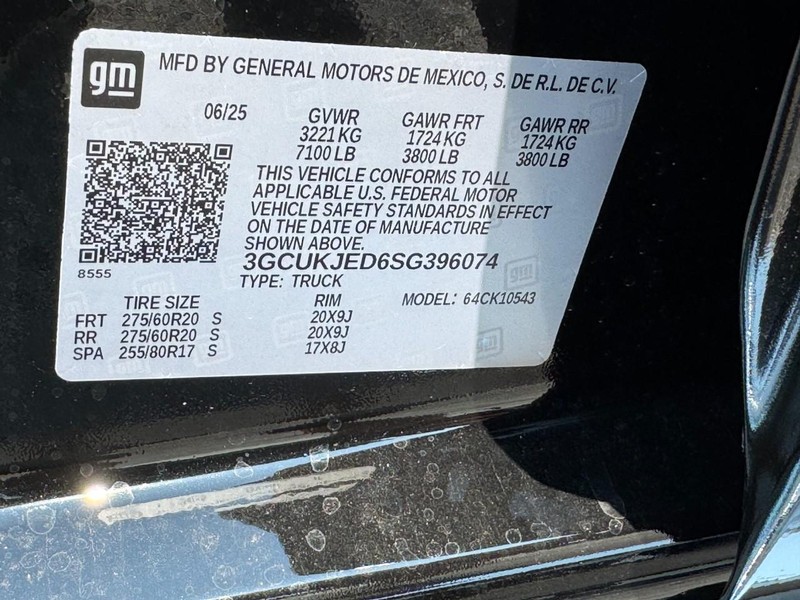 gm
MFD BY GENERAL MOTORS DE MEXICO, S. DE R.L. DE C.V.
06/25 GVWR GAWR FRT GAWR RR
3221 KG 1724 KG 1724 KG
7100 LB 3800 LB 3800 LB
THIS VEHICLE CONFORMS TO ALL
APPLICABLE U.S. FEDERAL MOTOR
VEHICLE SAFETY STANDARDS IN EFFECT
ON THE DATE OF MANUFACTURE
SHOWN ABOVE.
3GCUKJED6SG396074
8555
TYPE: TRUCK
TIRE SIZE RIM MODEL: 64CK10543
FRT 275/60R20 S 20X9J
RR 275/60R20 S 20X9J
SPA 255/80R17 S 17X8J